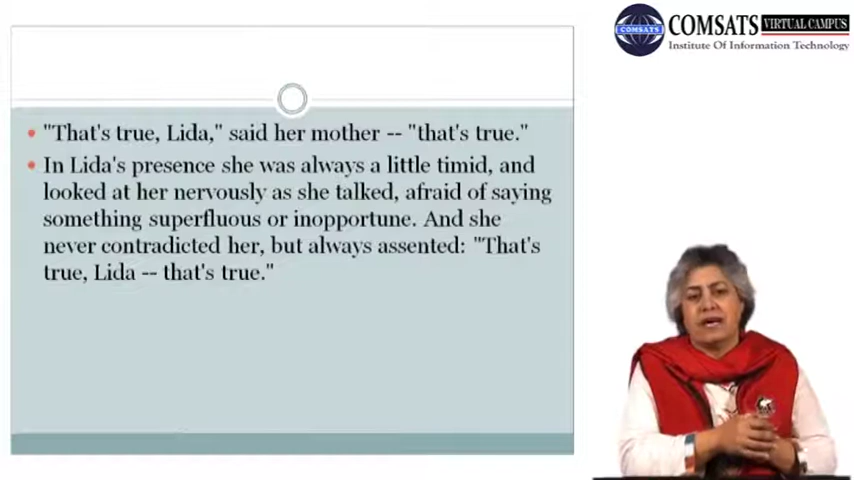 COMSATS VIRTUAL CAMPUS
COMSATS
Institute Of Information Technology
• "That's true, Lida," said her mother -- "that's true."
• In Lida's presence she was always a little timid, and
looked at her nervously as she talked, afraid of saying
something superfluous or inopportune. And she
never contradicted her, but always assented: "That's
true, Lida -- that's true."